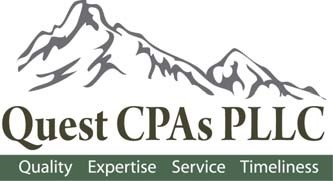 Quest CPAs PLLC
Quality Expertise Service Timeliness